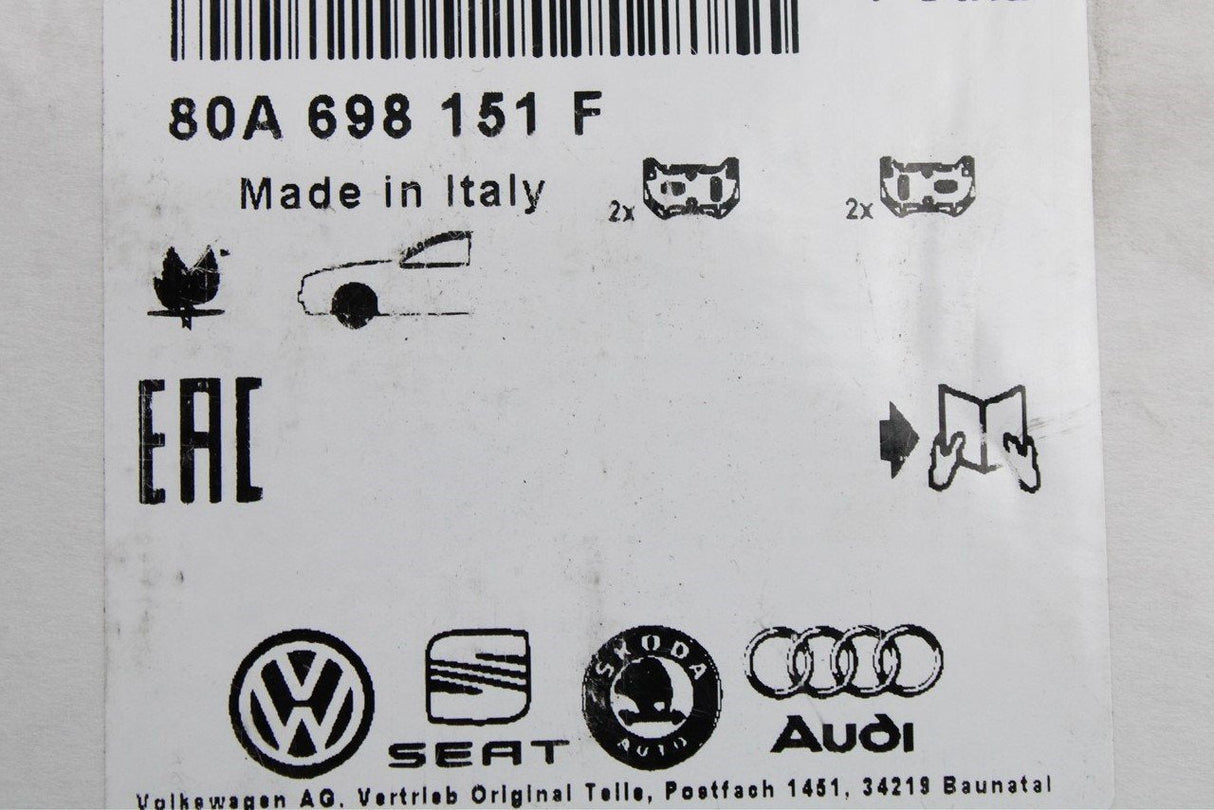 80A 698 151 F
Made in Italy
2x
2x
EAC
SEAT
ŠKODA
AUTO
Audi
Volkswagen AG. Vertrieb Original Teile, Postfach 1451, 34219 Baunatal